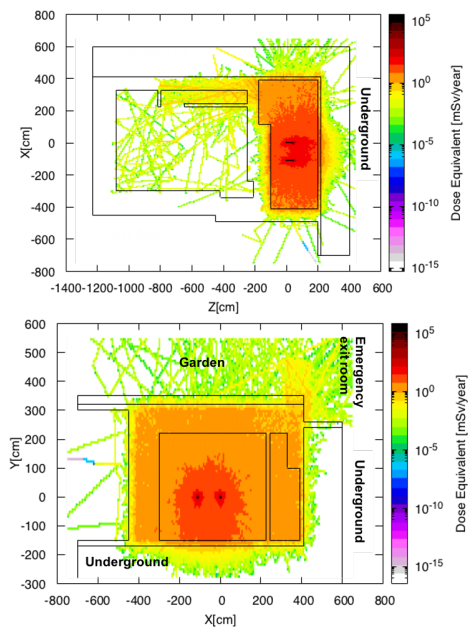 800
600
400
200
0
-200
-400
-600
-800
X[cm]
-1400 -1200 -1000 -800 -600 -400 -200 0 200 400 600
Z[cm]
Underground
10^5
10^0
10^-5
10^-10
10^-15
Dose Equivalent [mSv/year]
600
500
400
300
200
100
0
-100
-200
-300
Y[cm]
-800 -600 -400 -200 0 200 400 600 800
X[cm]
Garden
Emergency
exit room
Underground
Underground
10^5
10^0
10^-5
10^-10
10^-15
Dose Equivalent [mSv/year]